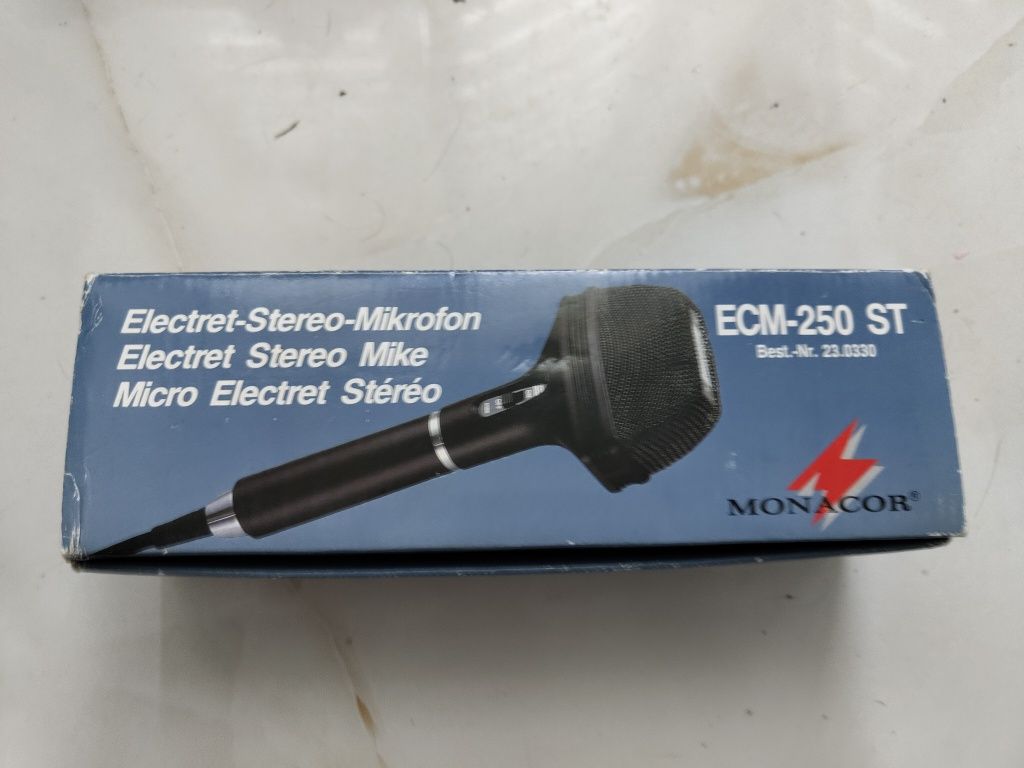 Electret-Stereo-Mikrofon
Electret Stereo Mike
Micro Electret Stéréo
ECM-250 ST
Best.-Nr. 23.0330
MONACOR®